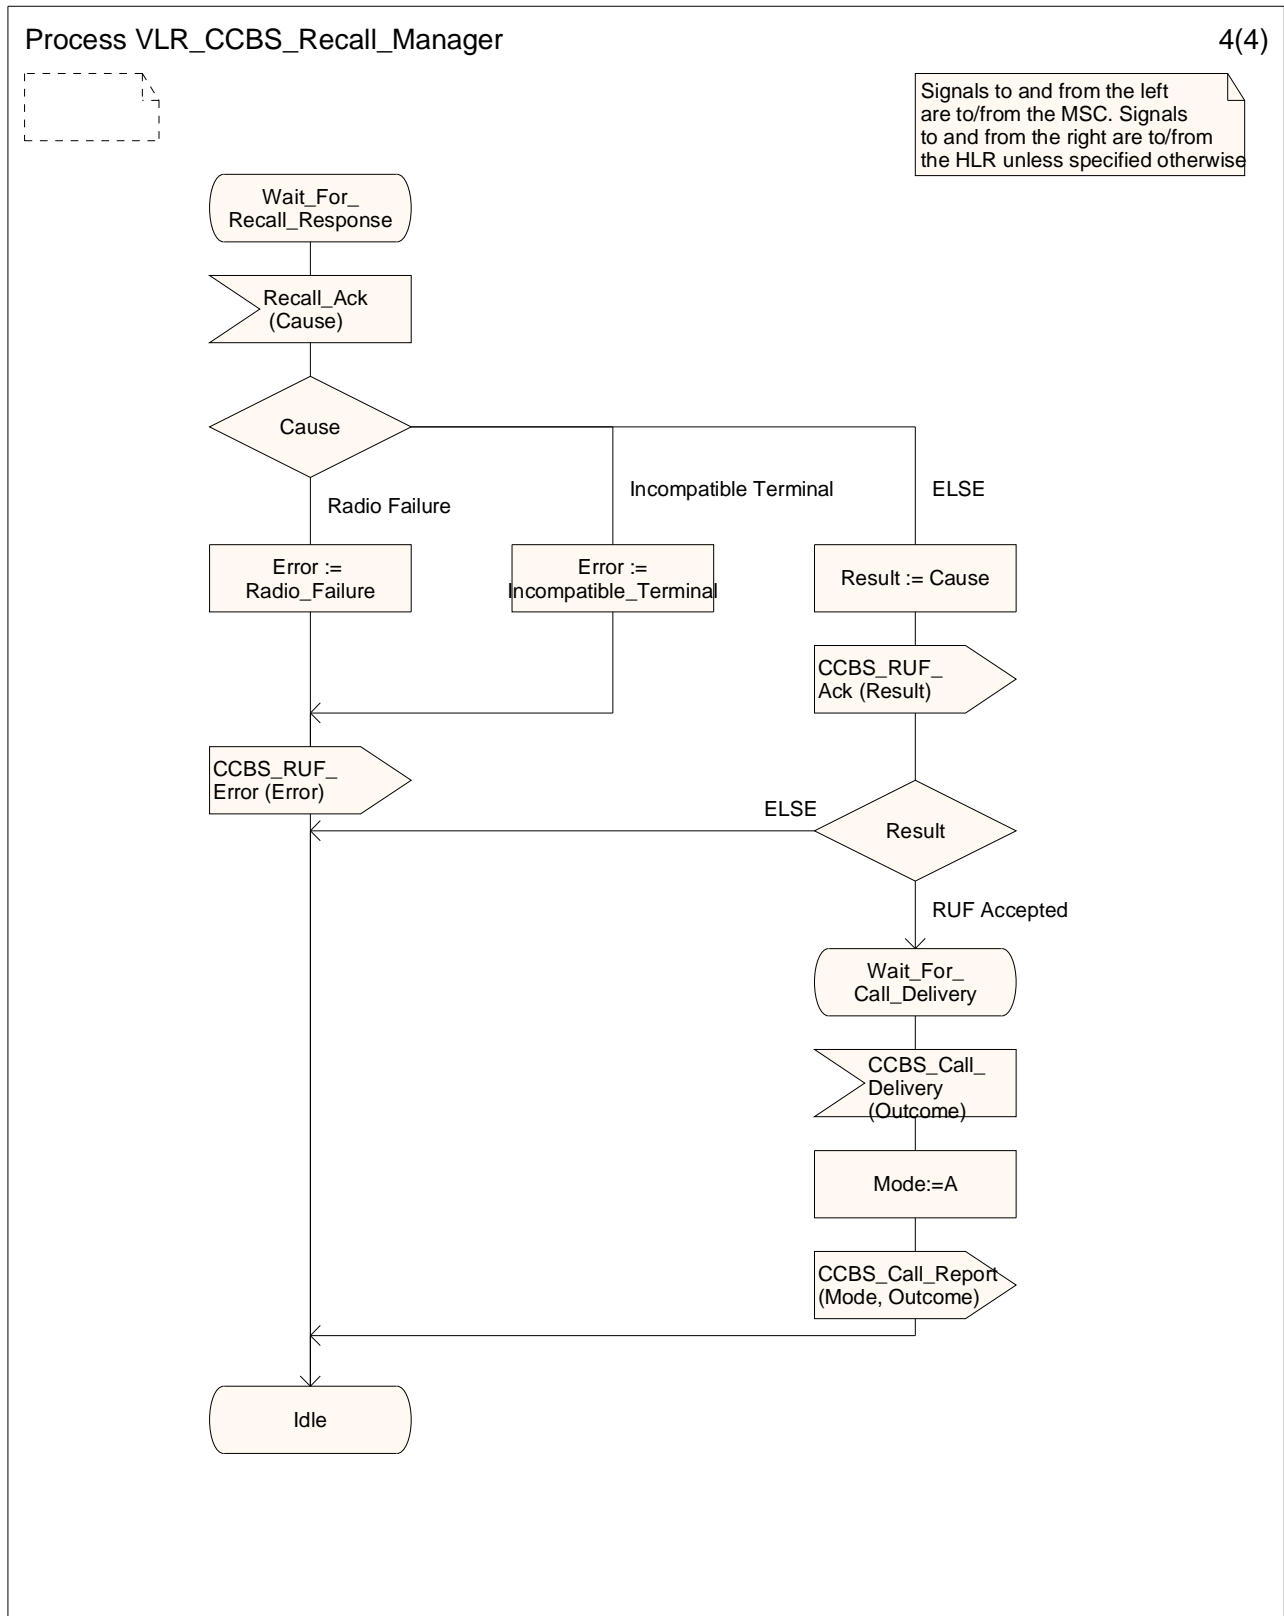 Process VLR_CCBS_Recall_Manager
4(4)
Signals to and from the left
are to/from the MSC. Signals
to and from the right are to/from
the HLR unless specified otherwise
Wait_For_
Recall_Response
Recall_Ack
(Cause)
Cause
Radio Failure
Incompatible Terminal
ELSE
Error :=
Radio_Failure
Error :=
Incompatible_Terminal
Result := Cause
CCBS_RUF_
Ack (Result)
CCBS_RUF_
Error (Error)
ELSE
Result
RUF Accepted
Wait_For_
Call_Delivery
CCBS_Call_
Delivery
(Outcome)
Mode:=A
CCBS_Call_Report
(Mode, Outcome)
Idle